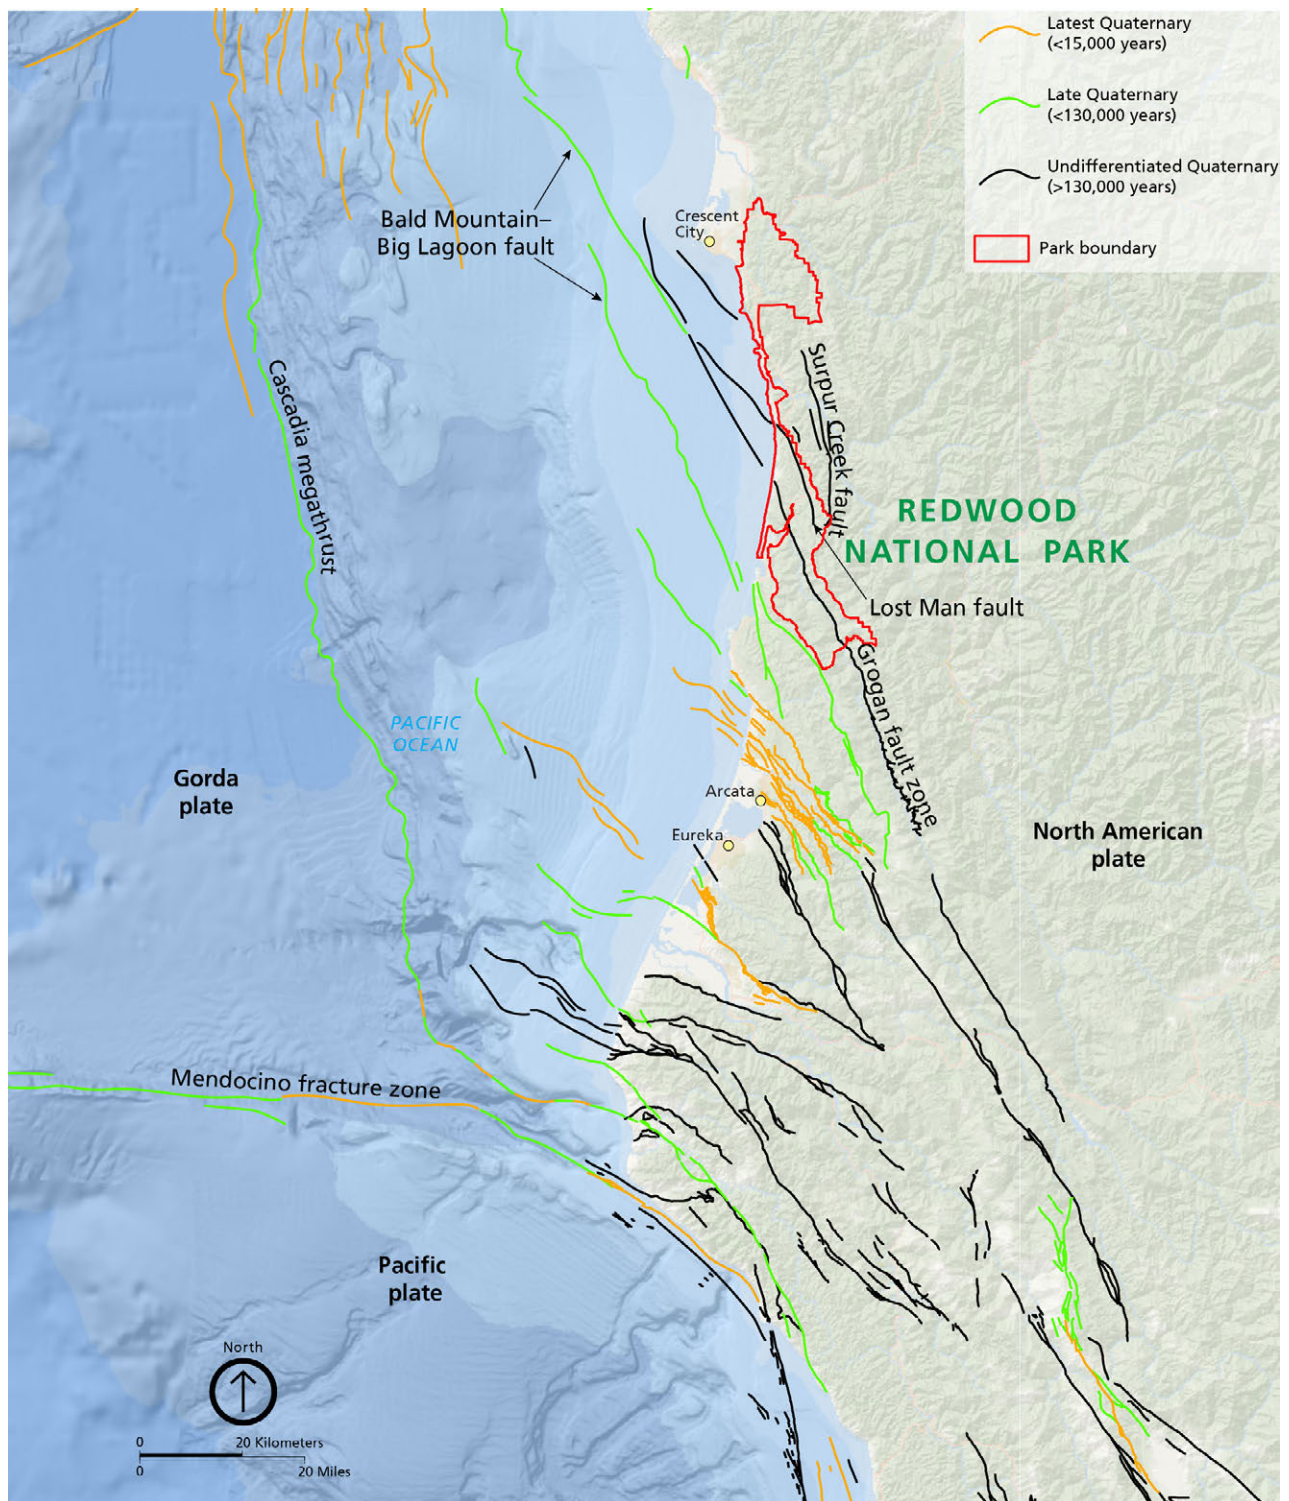 Latest Quaternary
(<15,000 years)
Late Quaternary
(<130,000 years)
Undifferentiated Quaternary
(>130,000 years)
Park boundary
Bald Mountain–
Big Lagoon fault
Crescent
City
Surpur Creek fault
Cascadia megathrust
REDWOOD
NATIONAL PARK
Lost Man fault
Grogan fault zone
PACIFIC
OCEAN
Gorda
plate
Arcata
Eureka
North American
plate
Mendocino fracture zone
Pacific
plate
North
0
20 Kilometers
0
20 Miles